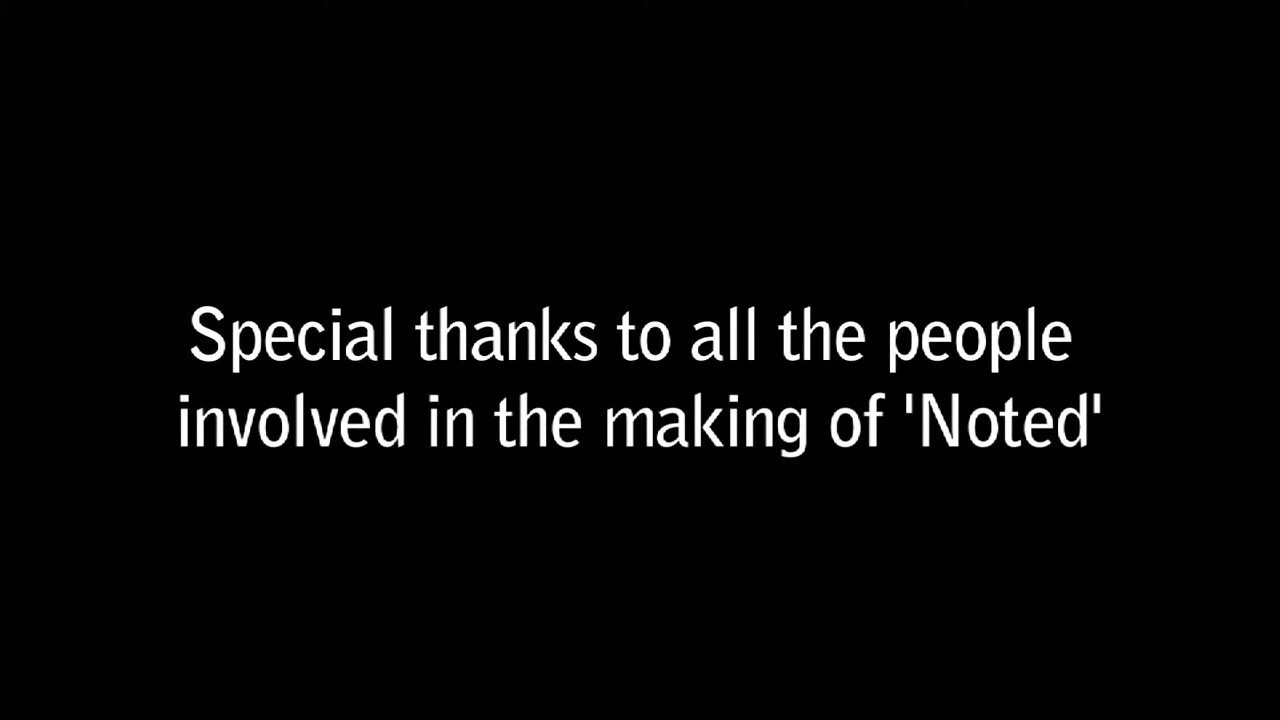 Special thanks to all the people
involved in the making of 'Noted'